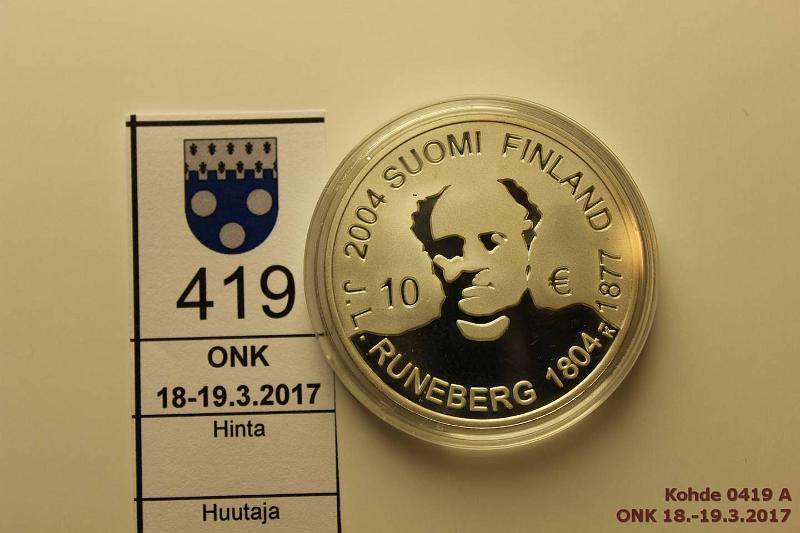 419
ONK
18-19.3.2017
Hinta
Huutaja
2004 SUOMI FINLAND
10 €
J.L. RUNEBERG 1804 1877
Kohde 0419 A
ONK 18.-19.3.2017